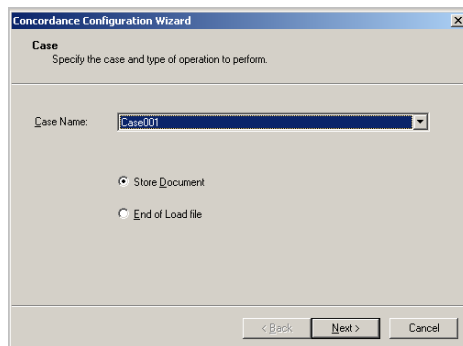 Concordance Configuration Wizard
Case
Specify the case and type of operation to perform.
Case Name: Case001
Store Document
End of Load file
< Back Next > Cancel